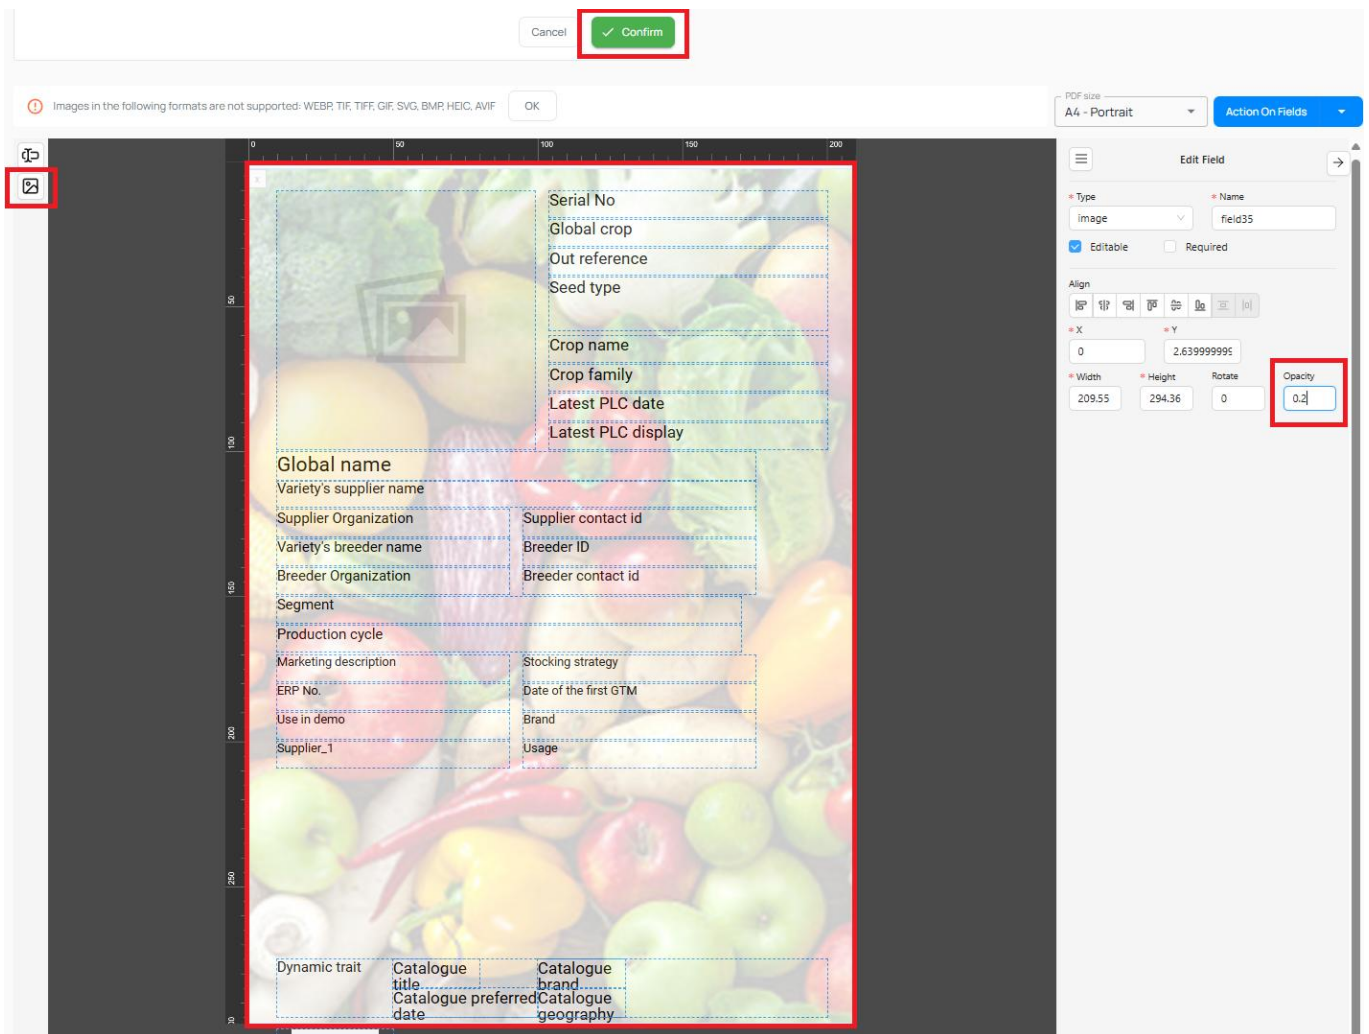 Cancel
Confirm
Images in the following formats are not supported: WEBP, TIF, TIFF, GIF, SVG, BMP, HEIC, AVIF
OK
PDF size
A4 - Portrait
Action On Fields
0 50 100 150 200
Edit Field
x
* Type
* Name
image
field35
Editable
Required
Align
* X
* Y
0
2.639999999
* Width
* Height
Rotate
Opacity
209.55
294.36
0
0.2
50
100
150
200
250
Serial No
Global crop
Out reference
Seed type
Crop name
Crop family
Latest PLC date
Latest PLC display
Global name
Variety's supplier name
Supplier Organization
Supplier contact id
Variety's breeder name
Breeder ID
Breeder Organization
Breeder contact id
Segment
Production cycle
Marketing description
Stocking strategy
ERP No.
Date of the first GTM
Use in demo
Brand
Supplier_1
Usage
Dynamic trait
Catalogue
title
Catalogue
brand
Catalogue preferred
date
Catalogue
geography